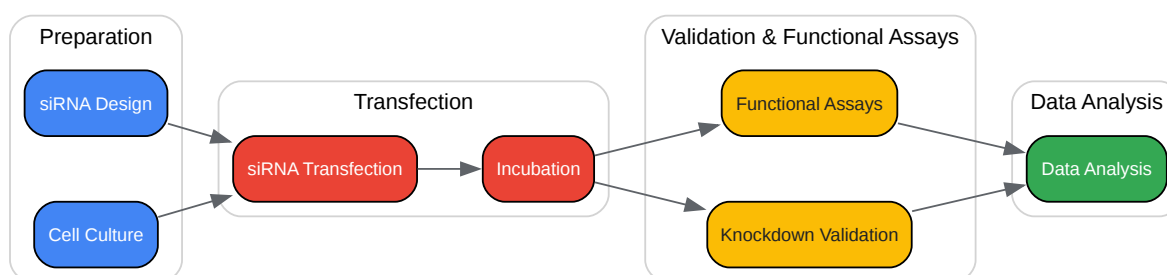 Preparation
siRNA Design
Cell Culture
Transfection
siRNA Transfection
Incubation
Validation & Functional Assays
Functional Assays
Knockdown Validation
Data Analysis
Data Analysis